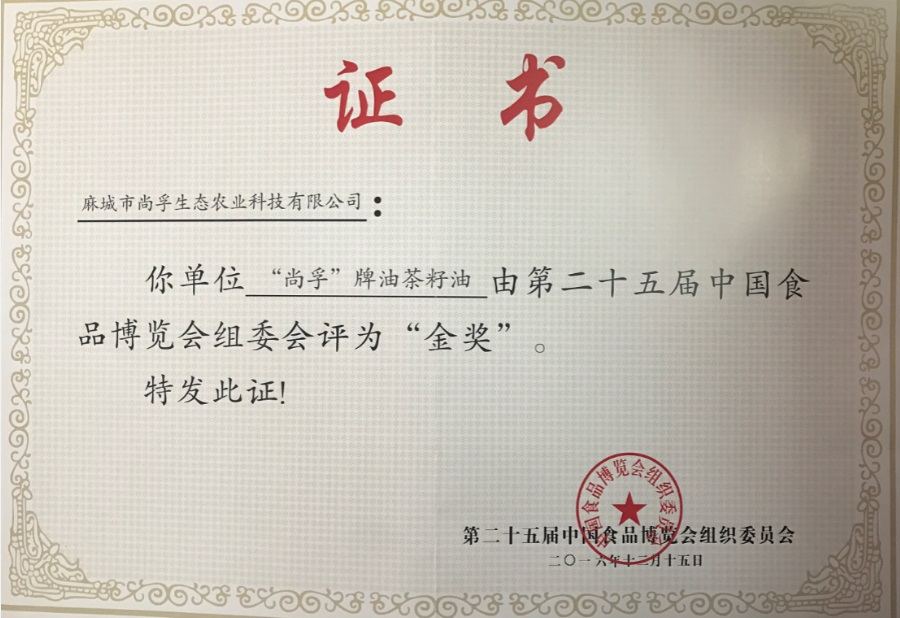 证 书
麻城市尚孚生态农业科技有限公司:
你单位“尚孚”牌油茶籽油由第二十五届中国食
品博览会组委会评为“金奖”。
特发此证!
中国食品博览会组织委员会
第二十五届中国食品博览会组织委员会
二〇一六年十二月十五日